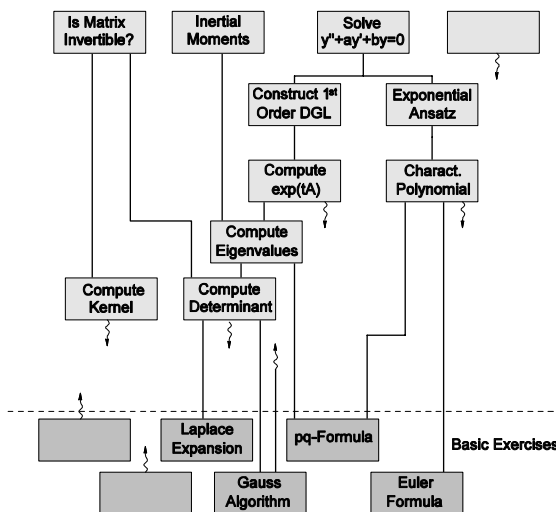 Is Matrix
Invertible?
Inertial
Moments
Solve
y''+ay'+by=0
Construct 1st
Order DGL
Exponential
Ansatz
Compute
exp(tA)
Charact.
Polynomial
Compute
Eigenvalues
Compute
Kernel
Compute
Determinant
Laplace
Expansion
pq-Formula
Basic Exercises
Gauss
Algorithm
Euler
Formula